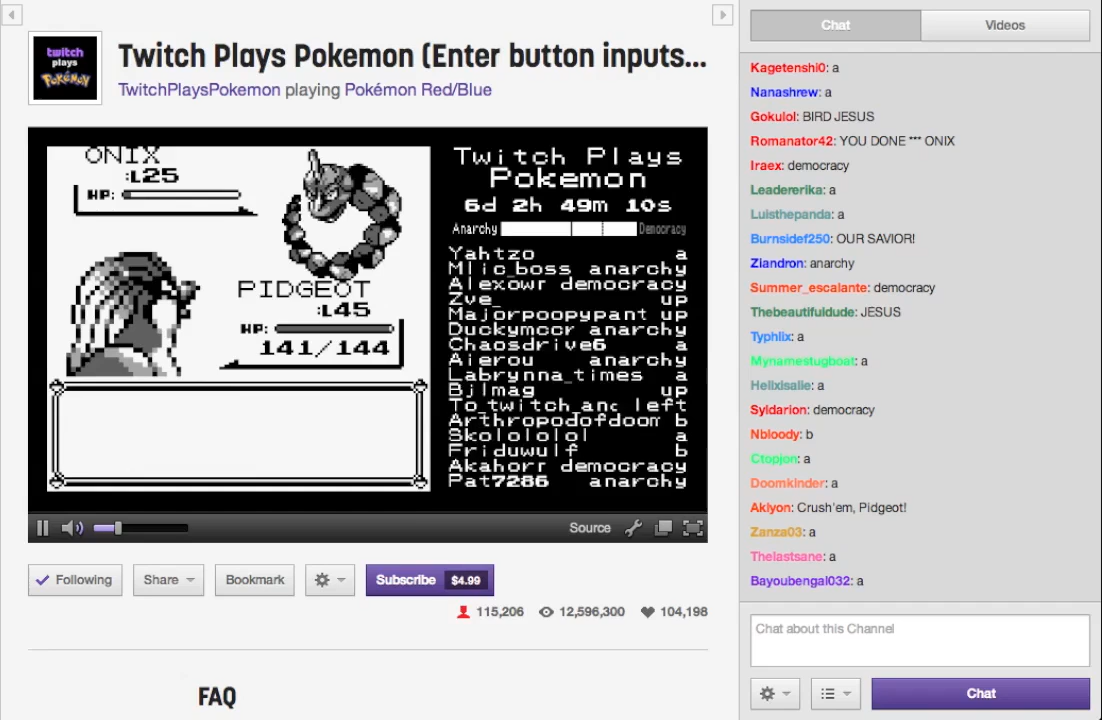 twitch
plays
POKéMON
Twitch Plays Pokemon (Enter button inputs...
TwitchPlaysPokemon playing Pokémon Red/Blue
ONIX
:L25
HP:
PIDGEOT
:L45
HP:
141/144
Twitch Plays
Pokemon
6d 2h 49m 10s
Anarchy Democracy
Yahtzo a
Mlic_boss anarchy
Alexowr democracy
Zve_ up
Majorpoopypant up
Duckymccr anarchy
Chaosdrive6 a
Aierou anarchy
Labrynna_times a
Bjlmag up
To_twitch_anc left
Arthropodofdoom b
Skolololol a
Friduwulf b
Akahorr democracy
Pat7286 anarchy
Source
Following
Share
Bookmark
Subscribe $4.99
115,206 12,596,300 104,198
FAQ
Chat Videos
Kagetenshi0: a
Nanashrew: a
Gokulol: BIRD JESUS
Romanator42: YOU DONE *** ONIX
Iraex: democracy
Leadererika: a
Luisthepanda: a
Burnsidef250: OUR SAVIOR!
Ziandron: anarchy
Summer_escalante: democracy
Thebeautifuldude: JESUS
Typhlix: a
Mynamestugboat: a
Helixisalie: a
Syldarion: democracy
Nbloody: b
Ctopjon: a
Doomkinder: a
Aklyon: Crush'em, Pidgeot!
Zanza03: a
Thelastsane: a
Bayoubengal032: a
Chat about this Channel
Chat